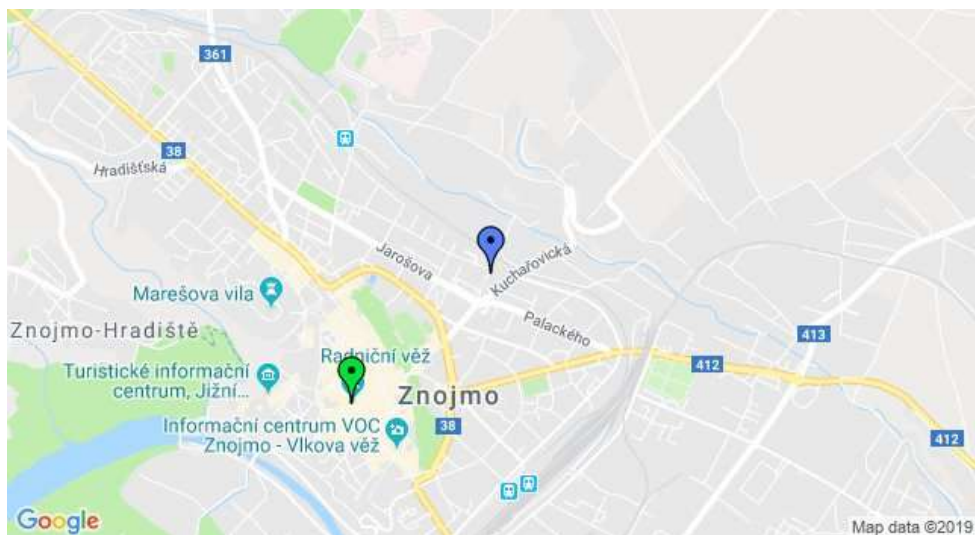 361
38
Hradišťská
Jarošova
Kuchařovická
Marešova vila
Palackého
413
Znojmo-Hradiště
Radniční věž
412
Turistické informační
centrum, Jižní...
Znojmo
Informační centrum VOC
Znojmo - Vlkova věž
38
412
Google
Map data ©2019